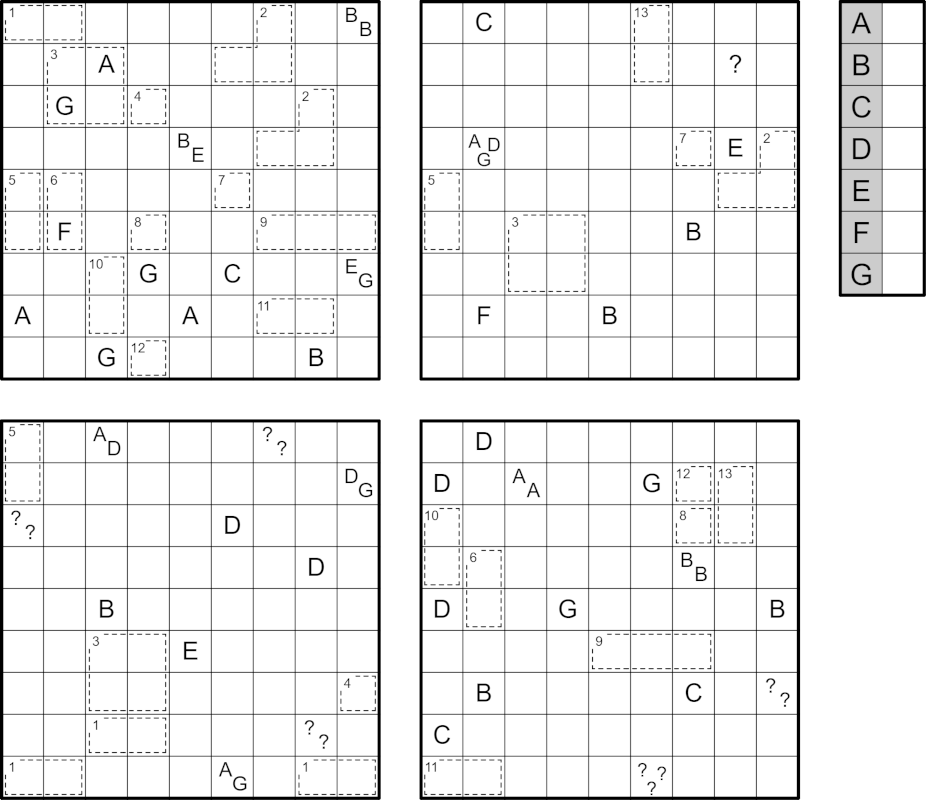 1 2 B B C 13 A
3 A ? B
G 4 2 C
B E A D G 7 E 2 D
5 6 7 5 E
F 8 9 3 B F
10 G C E G G
A A 11 F B
G 12 B
5 A D ? ? D
D G D A A G 12 13
? ? D 10 8
D 6 B B
B D G B
3 E 9
4 B C ? ?
1 ? ? C
1 A G 1 11 ? ? ?